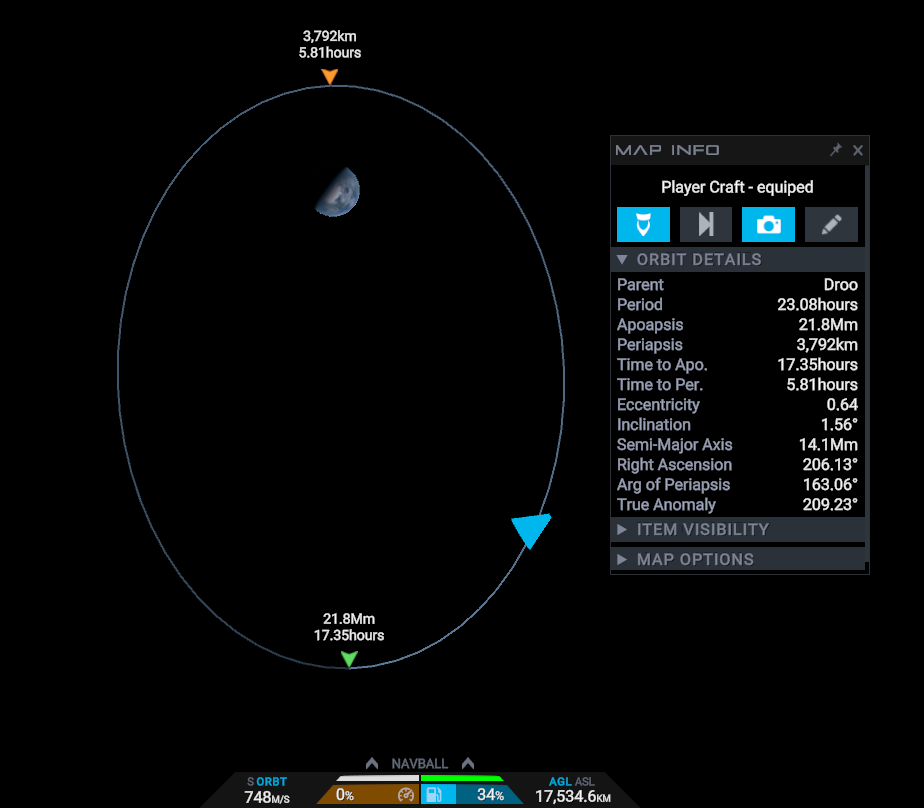 3,792km
5.81hours
MAP INFO
Player Craft - equiped
ORBIT DETAILS
Parent Droo
Period 23.08hours
Apoapsis 21.8Mm
Periapsis 3,792km
Time to Apo. 17.35hours
Time to Per. 5.81hours
Eccentricity 0.64
Inclination 1.56°
Semi-Major Axis 14.1Mm
Right Ascension 206.13°
Arg of Periapsis 163.06°
True Anomaly 209.23°
ITEM VISIBILITY
MAP OPTIONS
21.8Mm
17.35hours
NAVBALL
S ORBT
748M/S
0%
34%
AGL ASL
17,534.6KM